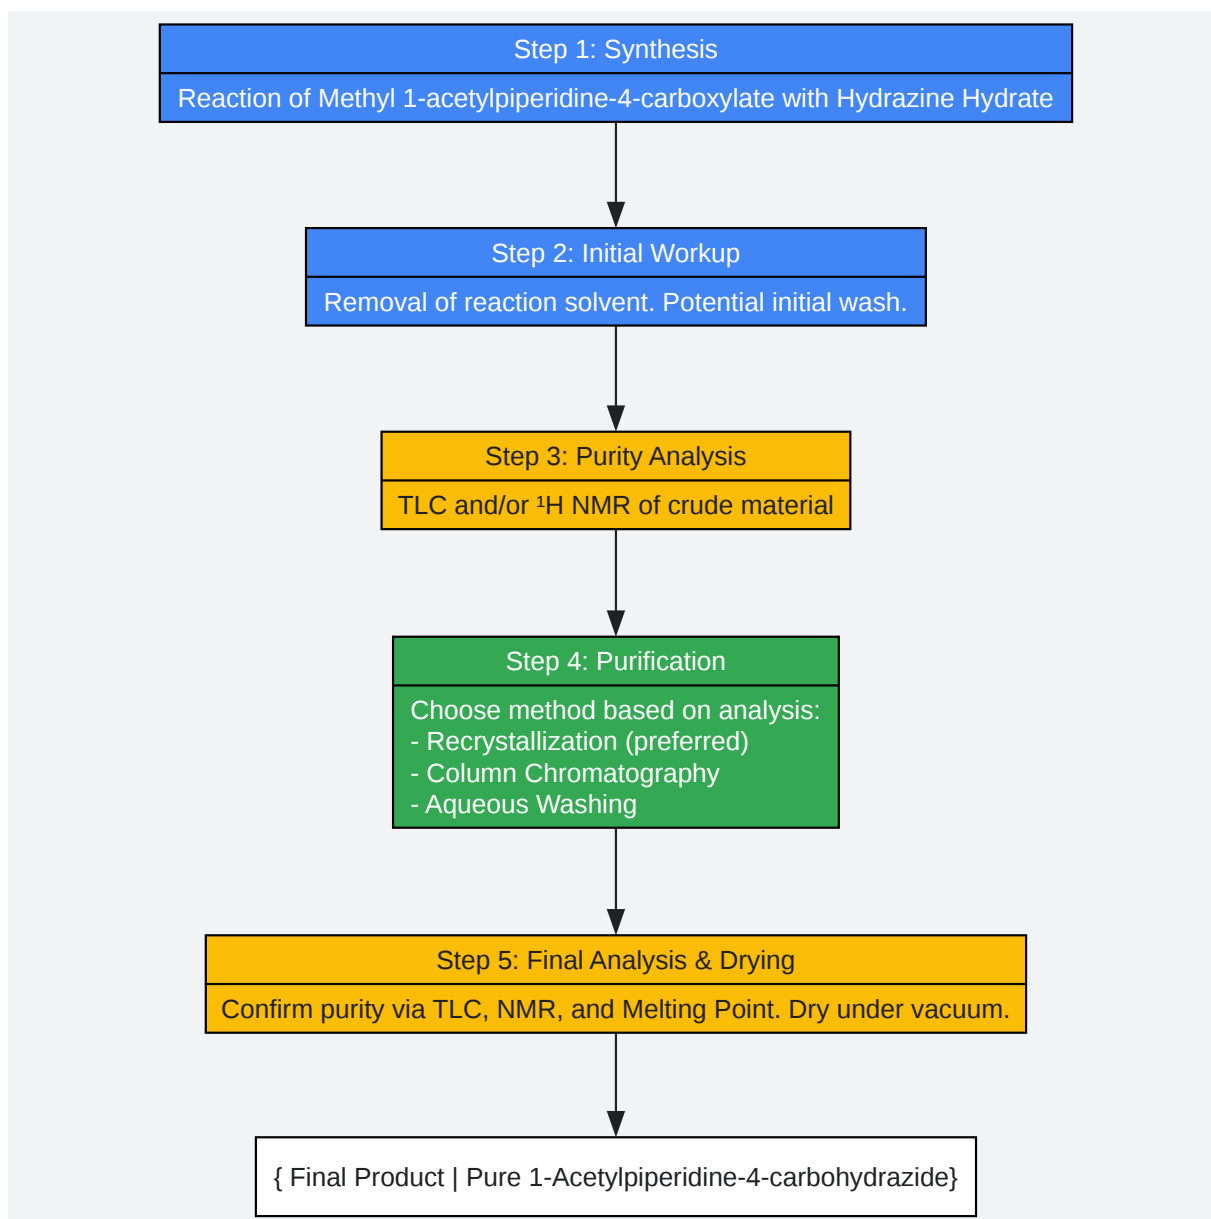 Step 1: Synthesis
Reaction of Methyl 1-acetylpiperidine-4-carboxylate with Hydrazine Hydrate
Step 2: Initial Workup
Removal of reaction solvent. Potential initial wash.
Step 3: Purity Analysis
TLC and/or ¹H NMR of crude material
Step 4: Purification
Choose method based on analysis:
- Recrystallization (preferred)
- Column Chromatography
- Aqueous Washing
Step 5: Final Analysis & Drying
Confirm purity via TLC, NMR, and Melting Point. Dry under vacuum.
{ Final Product | Pure 1-Acetylpiperidine-4-carbohydrazide}